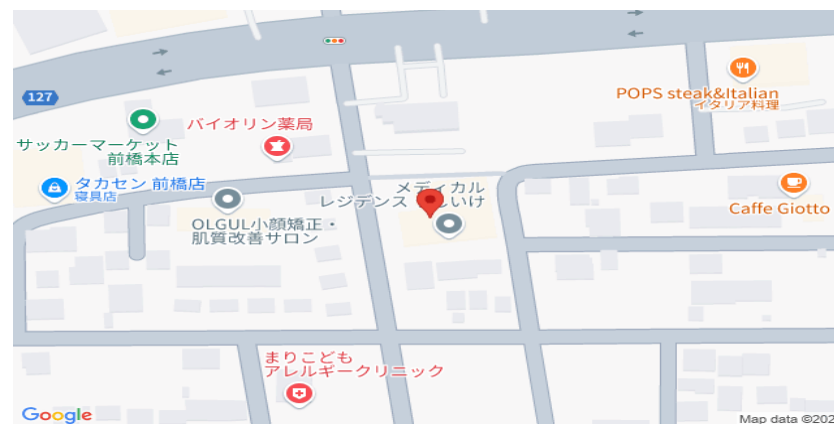 127
サッカーマーケット
前橋本店
バイオリン薬局
タカセン 前橋店
寝具店
OLGUL小顔矯正・
肌質改善サロン
メディカル
レジデンス しいけ
POPS steak&Italian
イタリア料理
Caffe Giotto
まりこども
アレルギークリニック
Google
Map data ©202